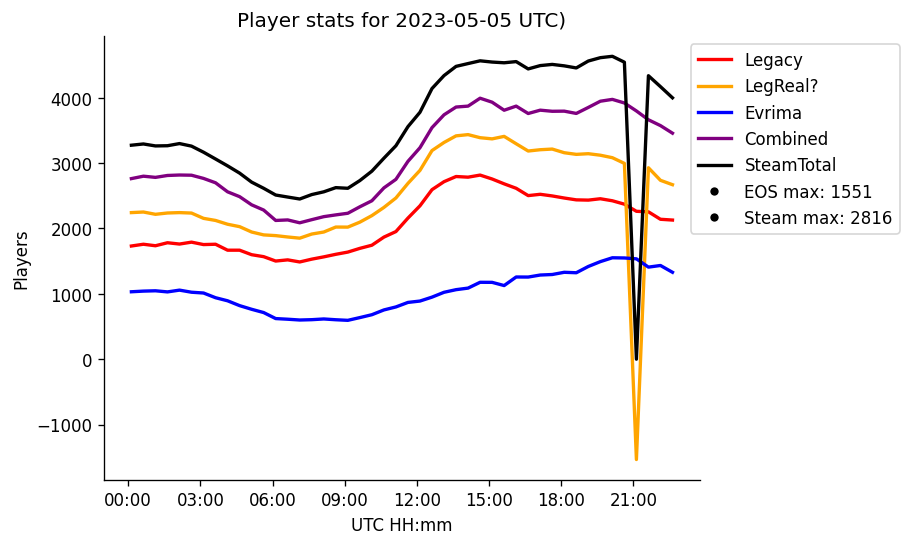 Player stats for 2023-05-05 UTC)
Legacy
LegReal?
Evrima
Combined
SteamTotal
EOS max: 1551
Steam max: 2816
Players
4000
3000
2000
1000
0
−1000
00:00 03:00 06:00 09:00 12:00 15:00 18:00 21:00
UTC HH:mm